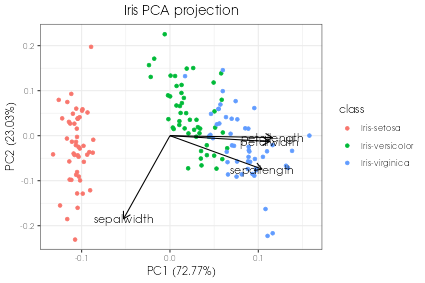 Iris PCA projection
0.2
0.1
0.0
-0.1
-0.2
PC2 (23.03%)
petallength
petalwidth
sepallength
sepalwidth
-0.1
0.0
0.1
PC1 (72.77%)
class
Iris-setosa
Iris-versicolor
Iris-virginica